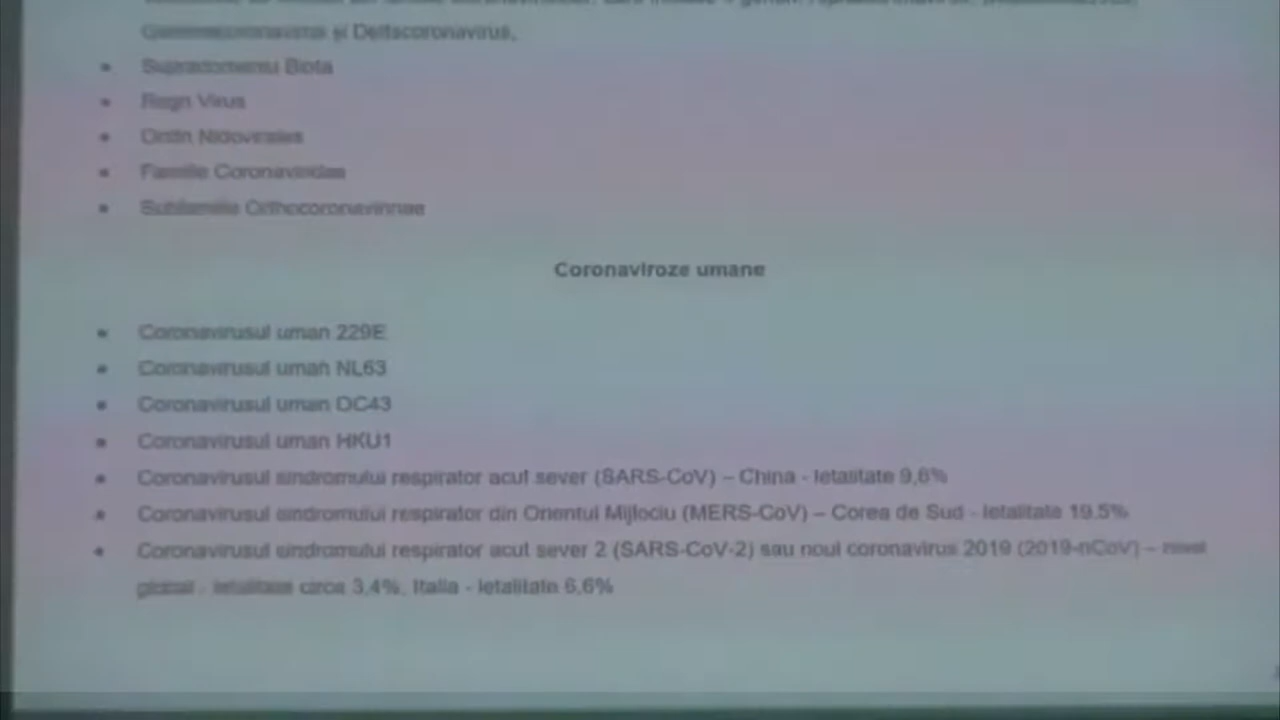 Gammacoronavirus și Deltacoronavirus,
Supradomeniu Biota
Regn Virus
Ordin Nidovirales
Familie Coronaviridae
Subfamilie Orthocoronavirinae
Coronaviroze umane
Coronavirusul uman 229E
Coronavirusul uman NL63
Coronavirusul uman OC43
Coronavirusul uman HKU1
Coronavirusul sindromului respirator acut sever (SARS-CoV) – China - letalitate 9,6%
Coronavirusul sindromului respirator din Orientul Mijlociu (MERS-CoV) – Corea de Sud - letalitate 19,5%
Coronavirusul sindromului respirator acut sever 2 (SARS-CoV-2) sau noul coronavirus 2019 (2019-nCoV) – nivel
global - letalitate circa 3,4%, Italia - letalitate 6,6%